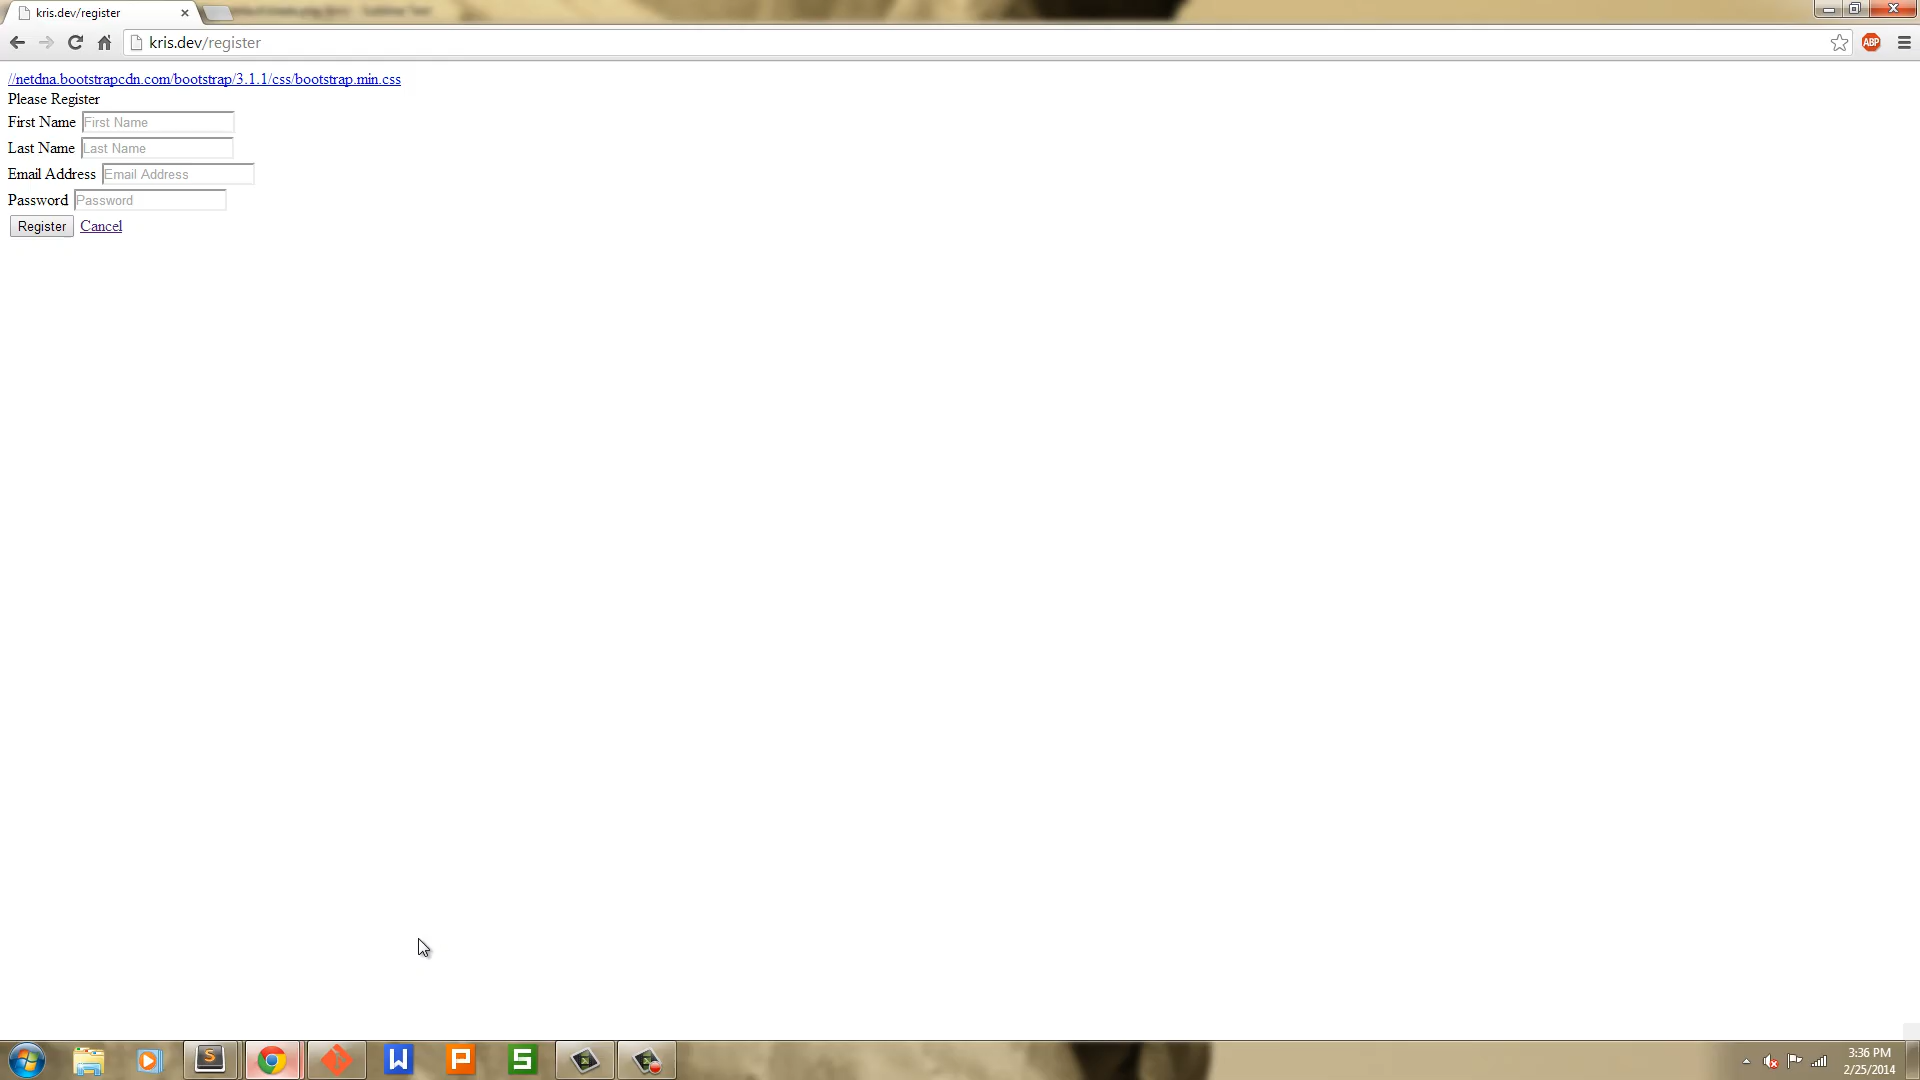 kris.dev/register
kris.dev/register
ABP
//netdna.bootstrapcdn.com/bootstrap/3.1.1/css/bootstrap.min.css
Please Register
First Name First Name
Last Name Last Name
Email Address Email Address
Password Password
Register Cancel
S W P S
3:36 PM
2/25/2014